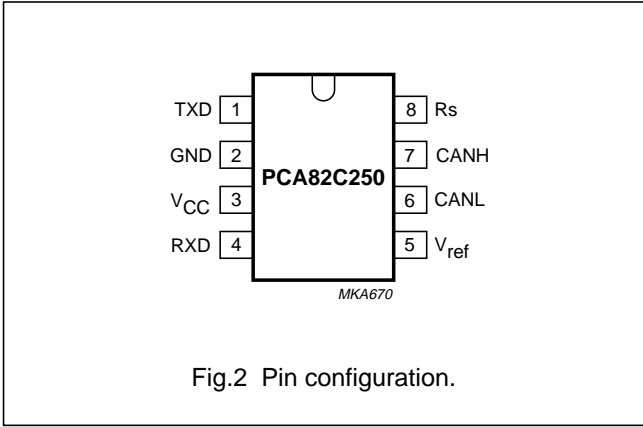 TXD 1 8 Rs
GND 2 7 CANH
PCA82C250
VCC 3 6 CANL
RXD 4 5 Vref
MKA670
Fig.2 Pin configuration.